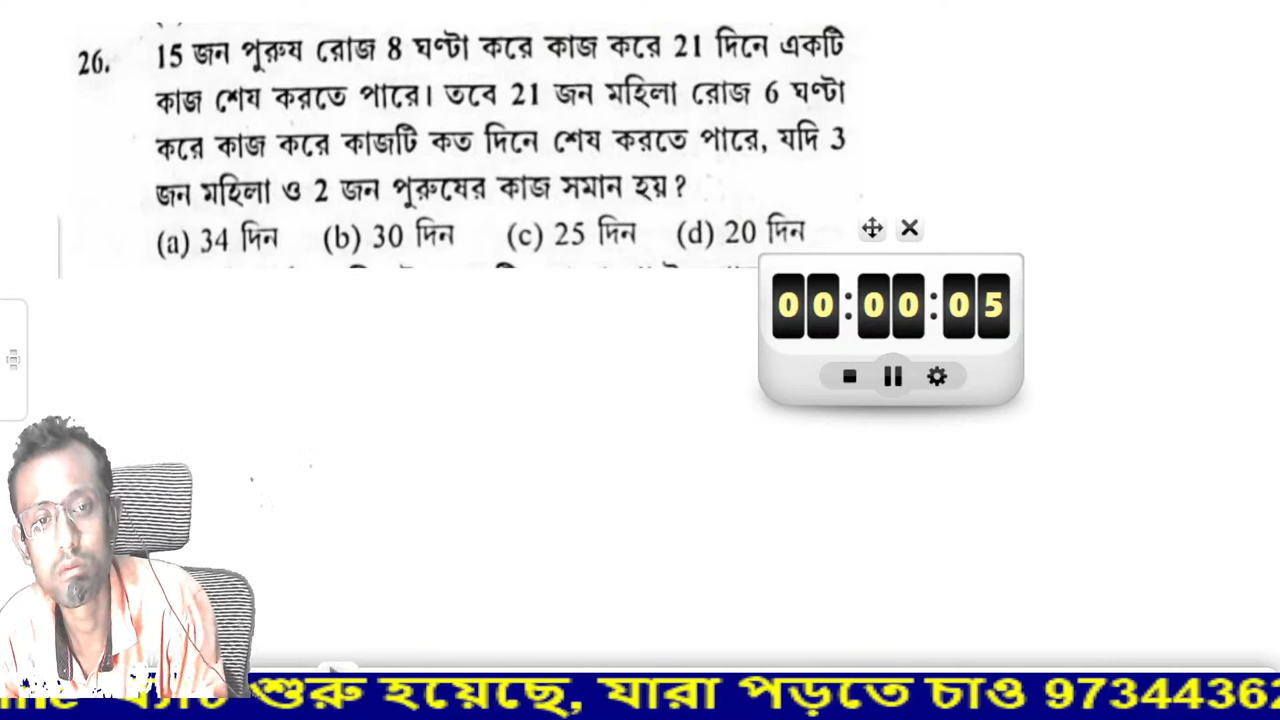 26. 15 জন পুরুষ রোজ 8 ঘণ্টা করে কাজ করে 21 দিনে একটি
কাজ শেষ করতে পারে। তবে 21 জন মহিলা রোজ 6 ঘণ্টা
করে কাজ করে কাজটি কত দিনে শেষ করতে পারে, যদি 3
জন মহিলা ও 2 জন পুরুষের কাজ সমান হয়?
(a) 34 দিন (b) 30 দিন (c) 25 দিন (d) 20 দিন
00:00:05
শুরু হয়েছে, যারা পড়তে চাও 97344362